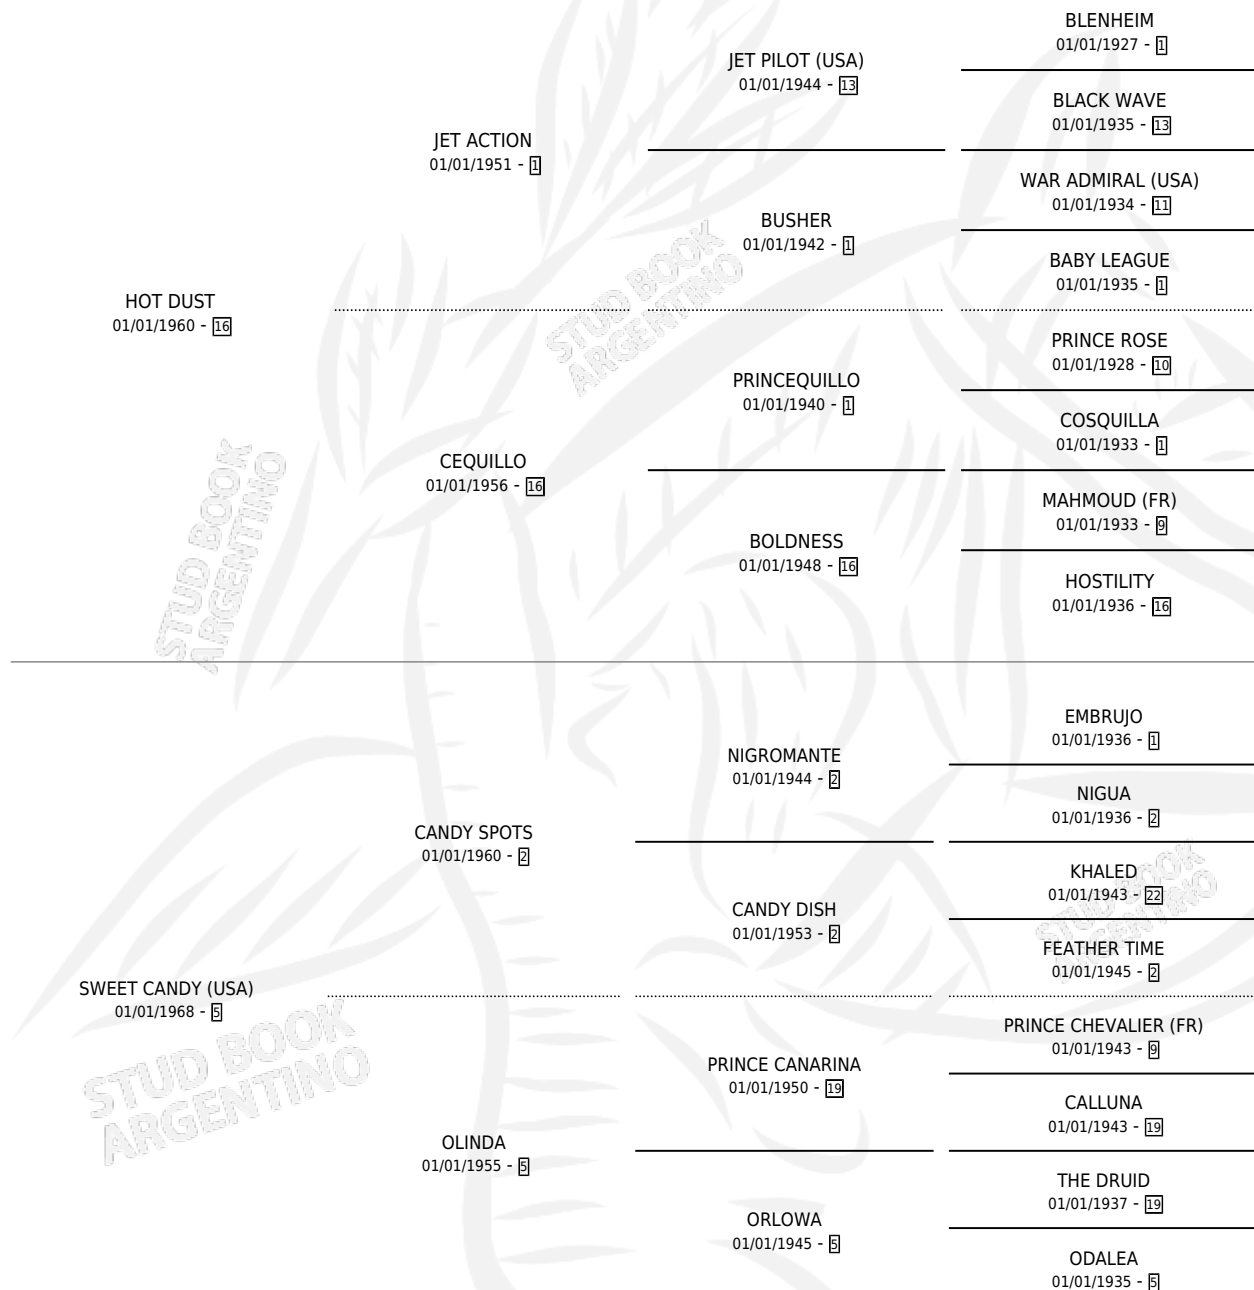 BLENHEIM
01/01/1927 - 1
JET PILOT (USA)
01/01/1944 - 13
BLACK WAVE
01/01/1935 - 13
JET ACTION
01/01/1951 - 1
WAR ADMIRAL (USA)
01/01/1934 - 11
BUSHER
01/01/1942 - 1
BABY LEAGUE
01/01/1935 - 1
HOT DUST
01/01/1960 - 16
PRINCE ROSE
01/01/1928 - 10
PRINCEQUILLO
01/01/1940 - 1
COSQUILLA
01/01/1933 - 1
CEQUILLO
01/01/1956 - 16
MAHMOUD (FR)
01/01/1933 - 9
BOLDNESS
01/01/1948 - 16
HOSTILITY
01/01/1936 - 16
EMBRUJO
01/01/1936 - 1
NIGROMANTE
01/01/1944 - 2
NIGUA
01/01/1936 - 2
CANDY SPOTS
01/01/1960 - 2
KHALED
01/01/1943 - 22
CANDY DISH
01/01/1953 - 2
FEATHER TIME
01/01/1945 - 2
SWEET CANDY (USA)
01/01/1968 - 5
PRINCE CHEVALIER (FR)
01/01/1943 - 9
PRINCE CANARINA
01/01/1950 - 19
CALLUNA
01/01/1943 - 19
OLINDA
01/01/1955 - 5
THE DRUID
01/01/1937 - 19
ORLOWA
01/01/1945 - 5
ODALEA
01/01/1935 - 5
STUD BOOK
ARGENTINO
STUD BOOK
ARGENTINO
STUD BOOK
ARGENTINO
STUD BOOK
ARGENTINO